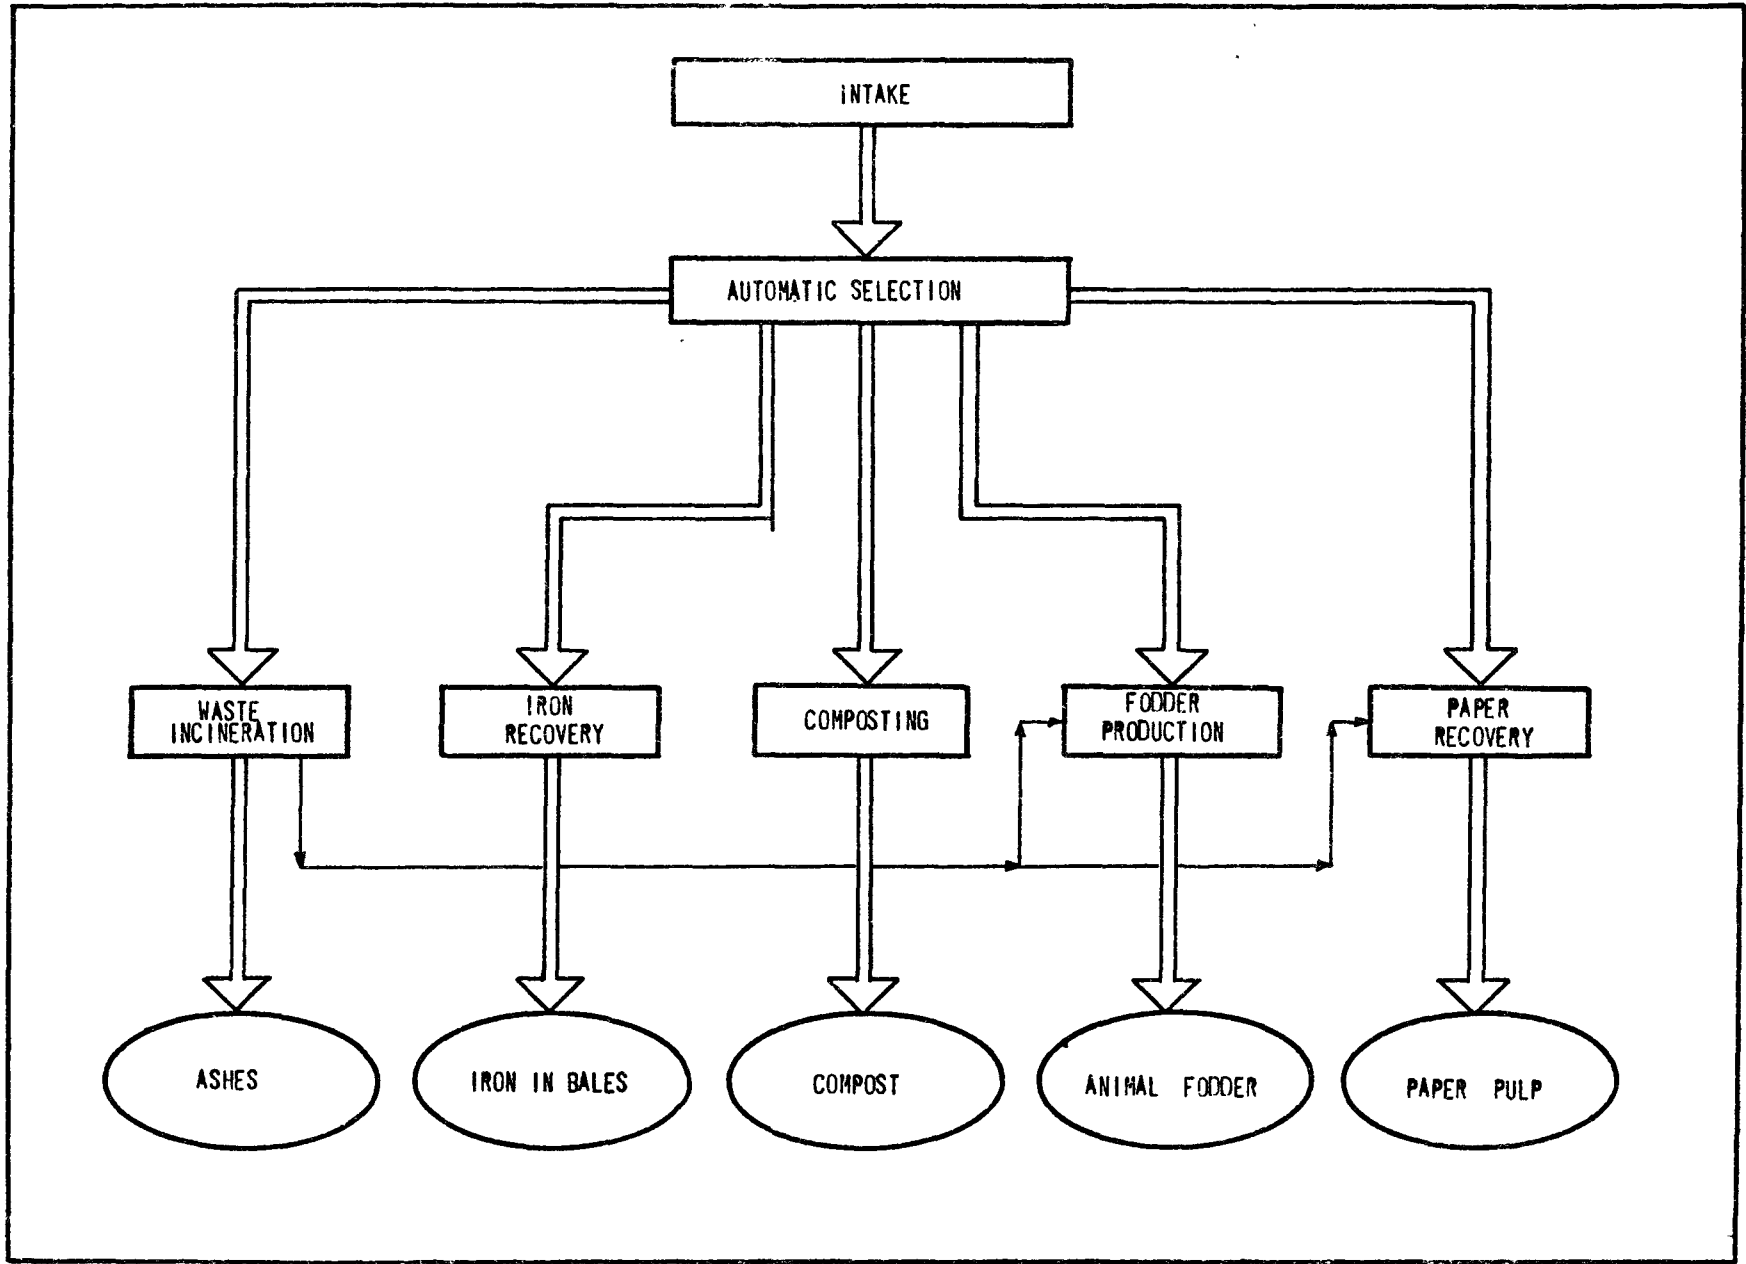 INTAKE
AUTOMATIC SELECTION
WASTE
INCINERATION
IRON
RECOVERY
COMPOSTING
FODDER
PRODUCTION
PAPER
RECOVERY
ASHES
IRON IN BALES
COMPOST
ANIMAL FODDER
PAPER PULP